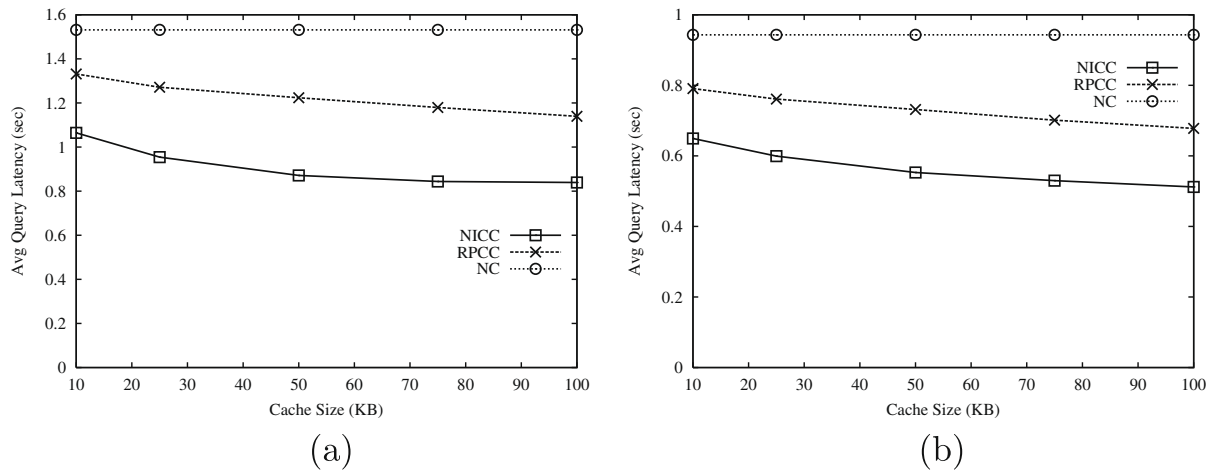 1.6
1.4
1.2
1
0.8
0.6
0.4
0.2
0
Avg Query Latency (sec)
NICC
RPCC
NC
10 20 30 40 50 60 70 80 90 100
Cache Size (KB)
(a)
1
0.8
0.6
0.4
0.2
0
Avg Query Latency (sec)
NICC
RPCC
NC
10 20 30 40 50 60 70 80 90 100
Cache Size (KB)
(b)